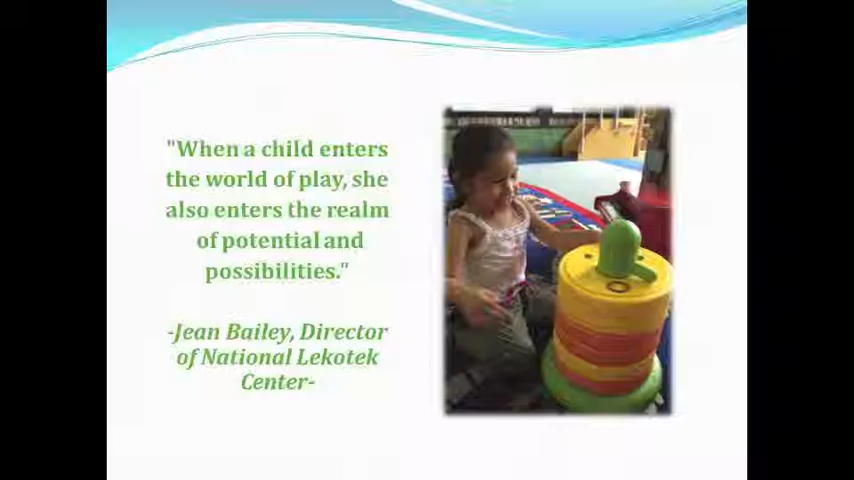 "When a child enters
the world of play, she
also enters the realm
of potential and
possibilities."
-Jean Bailey, Director
of National Lekotek
Center-